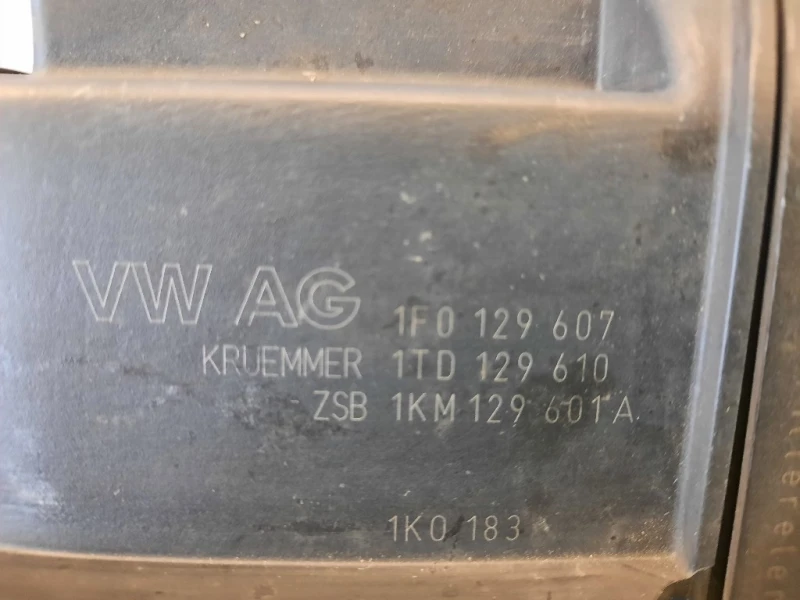 VW AG 1F0 129 607
KRUEMMER 1TD 129 610
ZSB 1KM 129 601 A
1K0 183